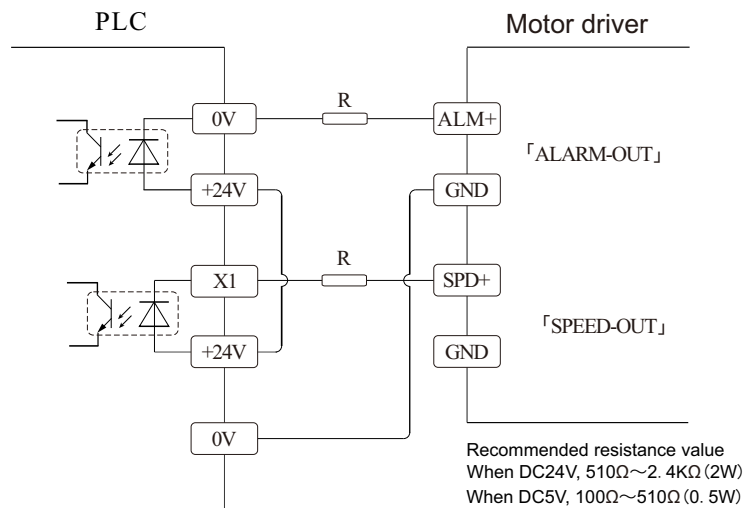 PLC
Motor driver
R
0V
ALM+
「ALARM-OUT」
+24V
GND
R
X1
SPD+
「SPEED-OUT」
+24V
GND
0V
Recommended resistance value
When DC24V, 510Ω～2. 4KΩ(2W)
When DC5V, 100Ω～510Ω(0. 5W)